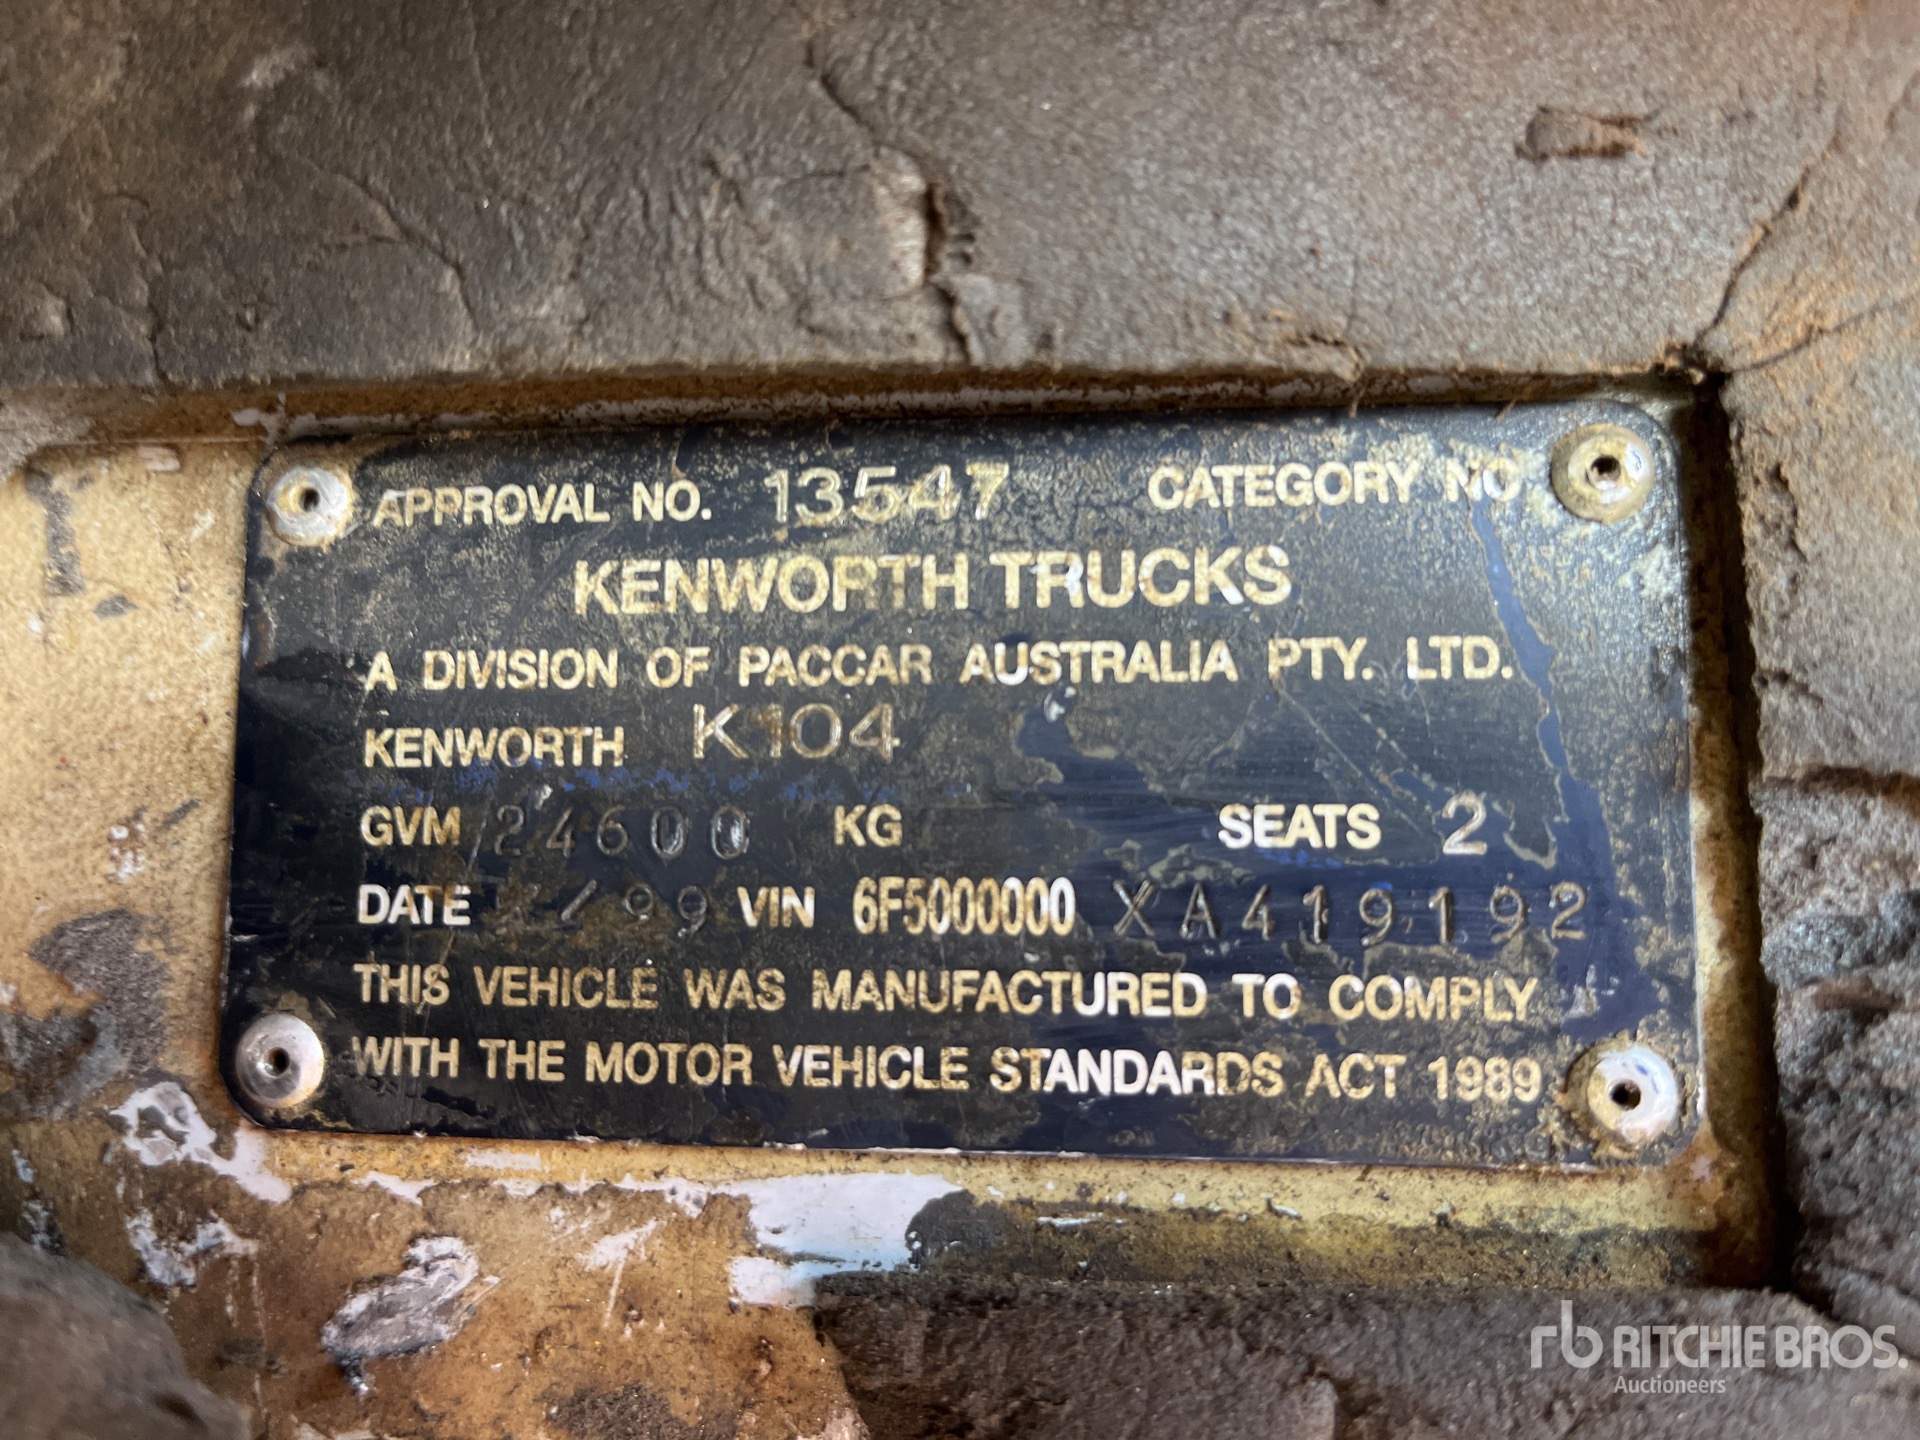 APPROVAL NO. 13547 CATEGORY NO
KENWORTH TRUCKS
A DIVISION OF PACCAR AUSTRALIA PTY. LTD.
KENWORTH K104
GVM 24600 KG SEATS 2
DATE /99 VIN 6F5000000 XA419192
THIS VEHICLE WAS MANUFACTURED TO COMPLY
WITH THE MOTOR VEHICLE STANDARDS ACT 1989
rb RITCHIE BROS.
Auctioneers